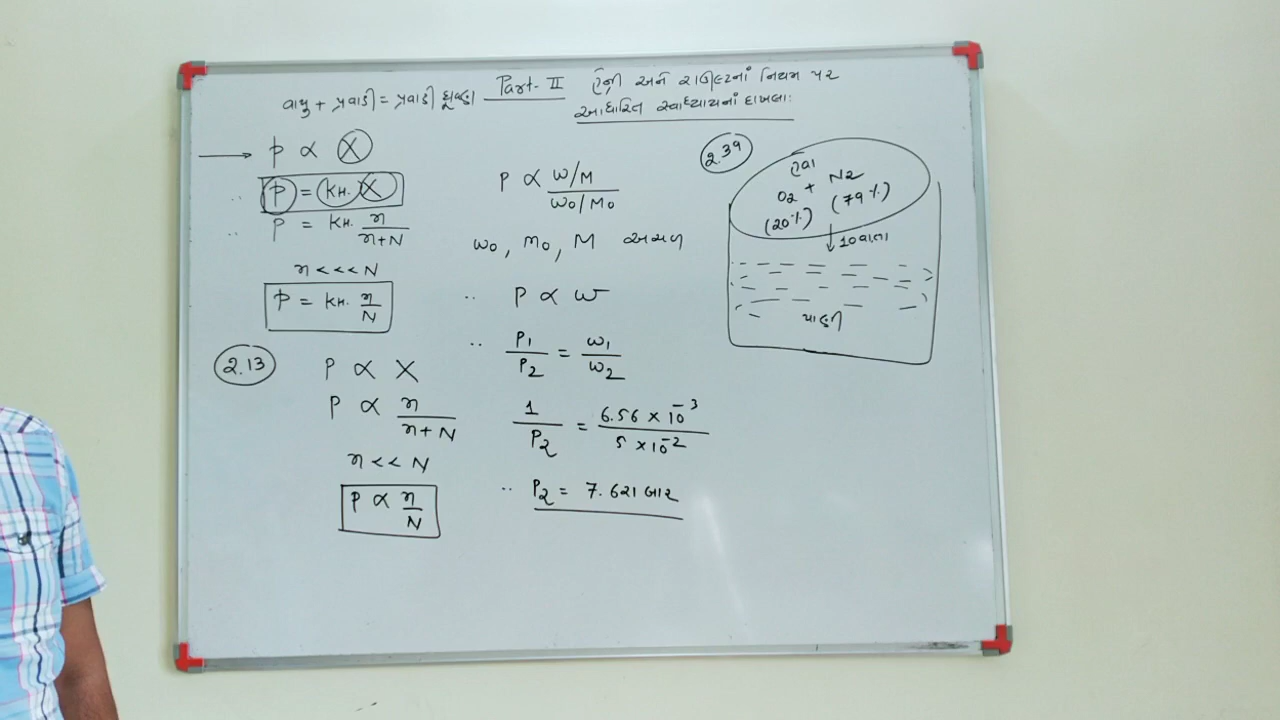 Part-II
હેન્રી અને રાઉલ્ટનાં નિયમ પર
આધારિત સ્વાધ્યાયનાં દાખલા:
વાયુ + પ્રવાહી = પ્રવાહી
→ p ∝ X
∴ p = KH. X
∴ p = KH. n/n+N
n <<< N
p = KH. n/N
2.13
P ∝ X
P ∝ n/n+N
n << N
P ∝ n/N
P ∝ W/M / W0/M0
W0, M0, M અચળ
∴ P ∝ W
∴ P1/P2 = W1/W2
1/P2 = 6.56 × 10⁻³/5 × 10⁻²
∴ P2 = 7.621 બાર
2.39
હવા
O2 + N2
(20%) (79%)
↓ 10વાતા
પાણી